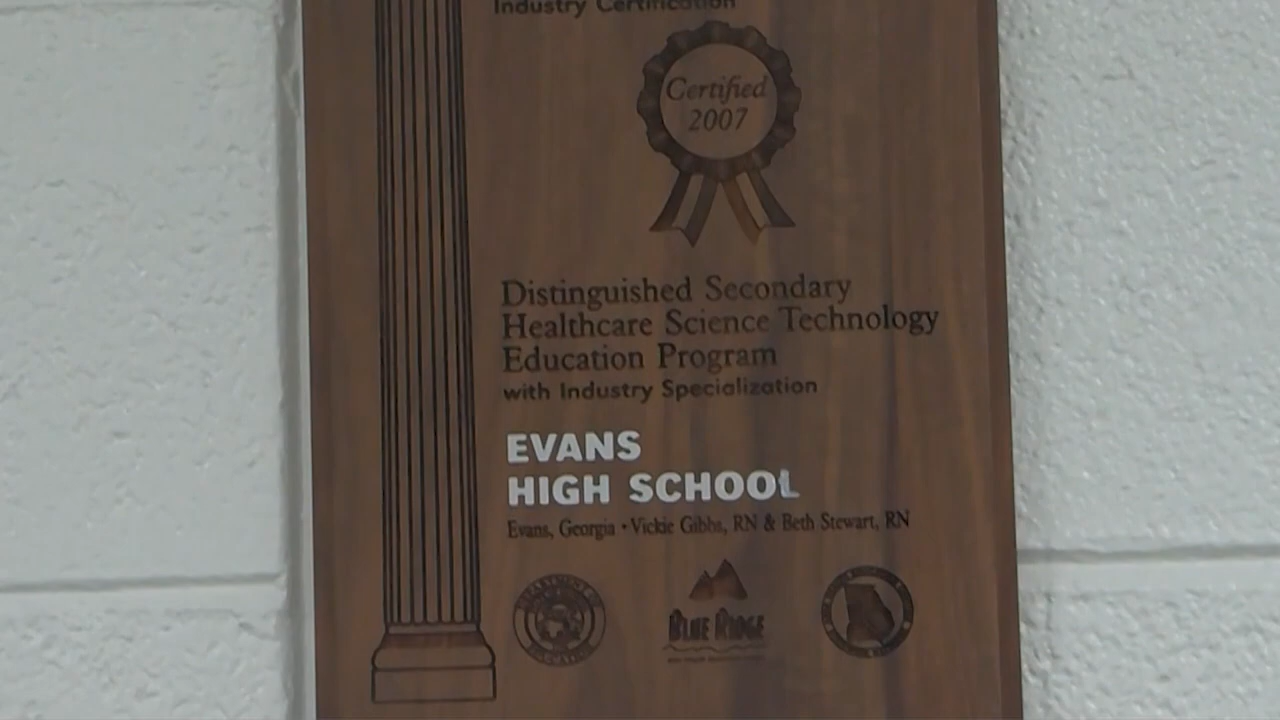 Industry Certification
Certified
2007
Distinguished Secondary
Healthcare Science Technology
Education Program
with Industry Specialization
EVANS
HIGH SCHOOL
Evans, Georgia • Vickie Gibbs, RN & Beth Stewart, RN
BLUE RIDGE